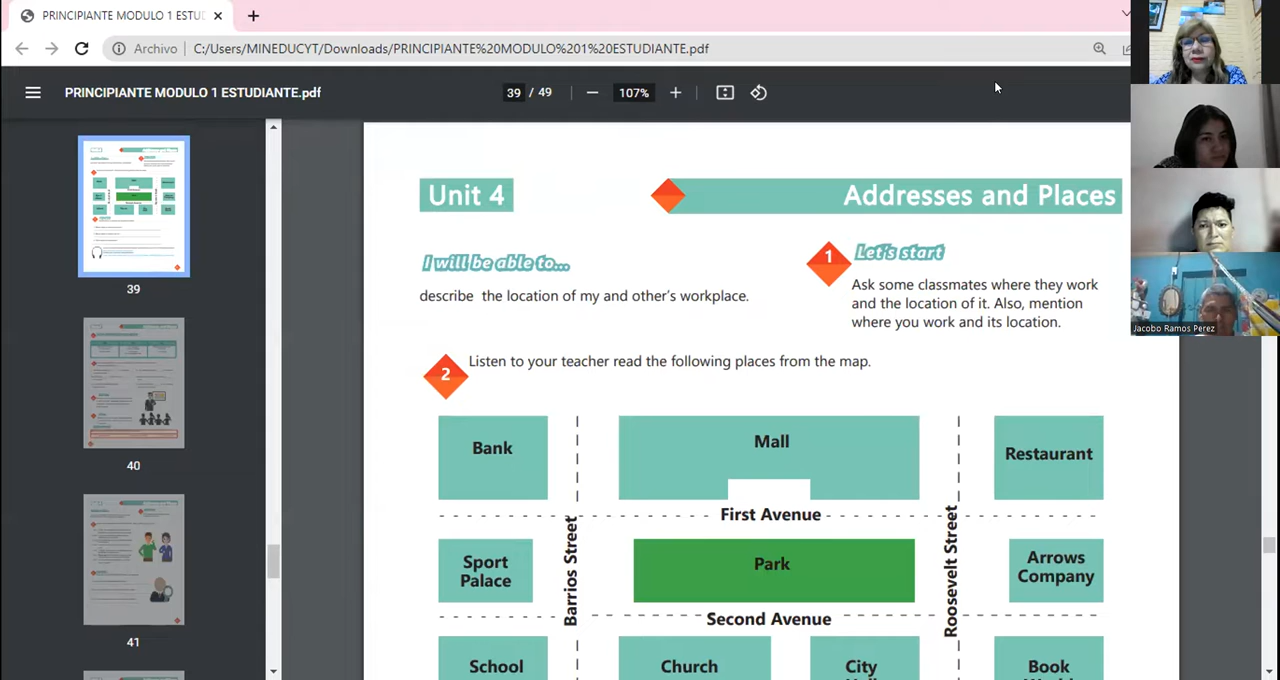 PRINCIPIANTE MODULO 1 ESTU
Archivo C:/Users/MINEDUCYT/Downloads/PRINCIPIANTE%20MODULO%201%20ESTUDIANTE.pdf
PRINCIPIANTE MODULO 1 ESTUDIANTE.pdf
39 / 49
107%
39
40
41
Unit 4
Addresses and Places
I will be able to...
describe the location of my and other's workplace.
1
Let's start
Ask some classmates where they work
and the location of it. Also, mention
where you work and its location.
2
Listen to your teacher read the following places from the map.
Bank
Mall
Restaurant
First Avenue
Barrios Street
Roosevelt Street
Sport
Palace
Park
Arrows
Company
Second Avenue
School
Church
City
Book
Jacobo Ramos Perez